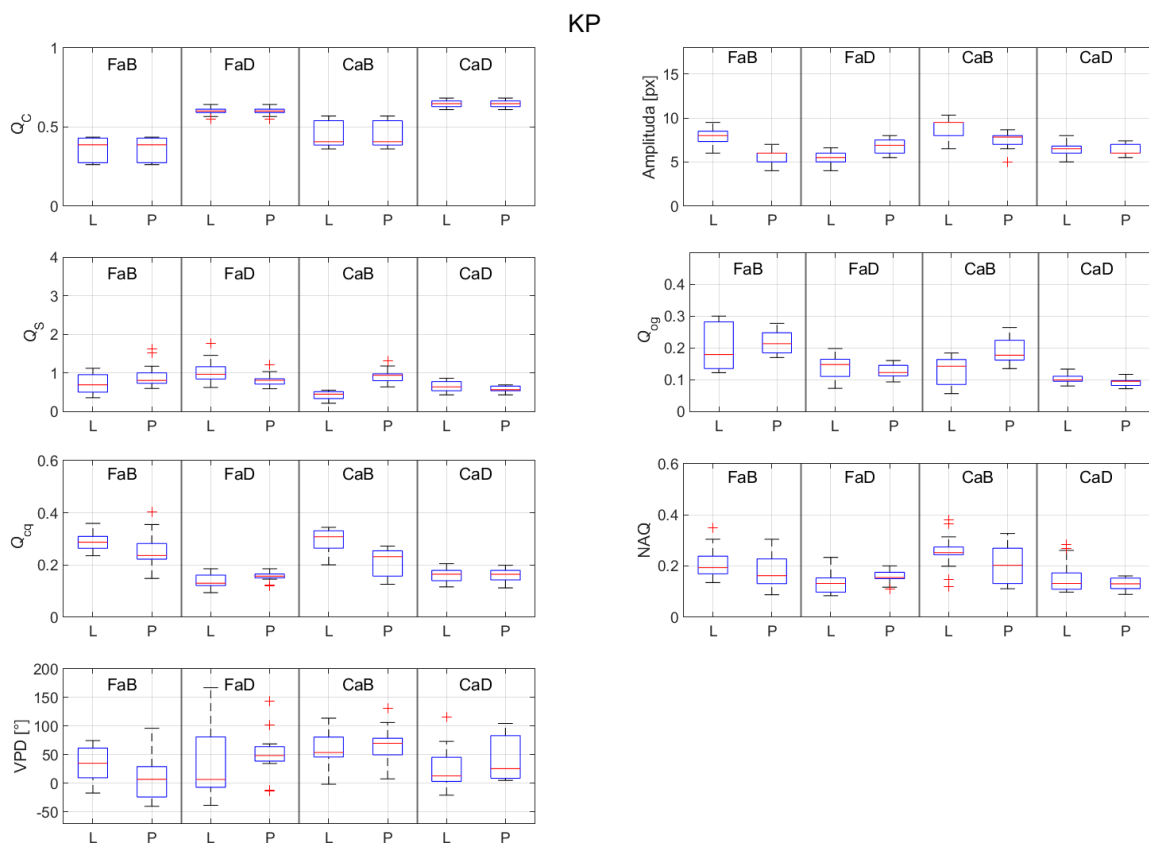 KP
FaB FaD CaB CaD
1
0.5
0
Q_C
L P L P L P L P
FaB FaD CaB CaD
15
10
5
0
Amplituda [px]
L P L P L P L P
FaB FaD CaB CaD
4
3
2
1
0
Q_S
L P L P L P L P
FaB FaD CaB CaD
0.4
0.3
0.2
0.1
0
Q_og
L P L P L P L P
FaB FaD CaB CaD
0.6
0.4
0.2
0
Q_cq
L P L P L P L P
FaB FaD CaB CaD
0.6
0.4
0.2
0
NAQ
L P L P L P L P
FaB FaD CaB CaD
200
150
100
50
0
-50
VPD [°]
L P L P L P L P